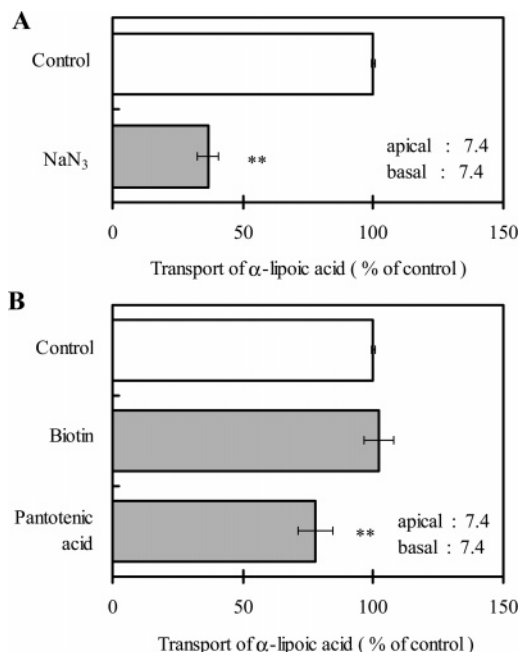 A
Control
NaN₃
**
apical : 7.4
basal : 7.4
0 50 100 150
Transport of α-lipoic acid ( % of control )
B
Control
Biotin
Pantotenic
acid
**
apical : 7.4
basal : 7.4
0 50 100 150
Transport of α-lipoic acid ( % of control )